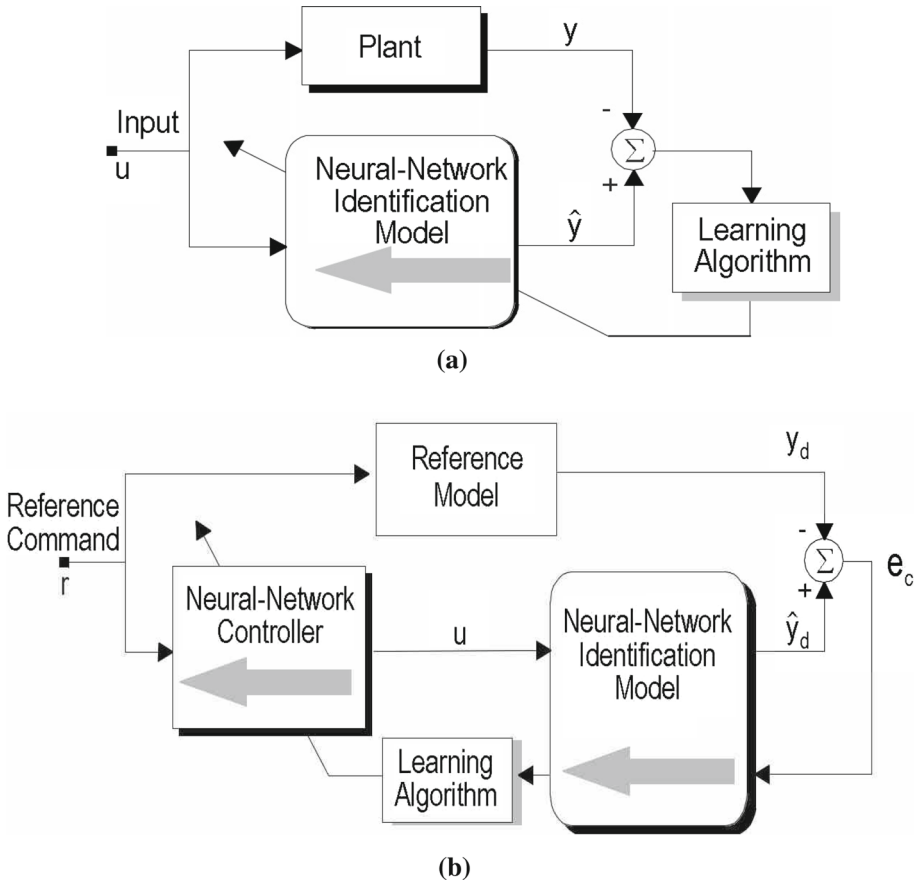 Plant
y
Input
u
-
Σ
+
Neural-Network
Identification
Model
ŷ
Learning
Algorithm
(a)
Reference
Model
y_d
Reference
Command
r
-
Σ
+
e_c
Neural-Network
Controller
u
Neural-Network
Identification
Model
ŷ_d
Learning
Algorithm
(b)